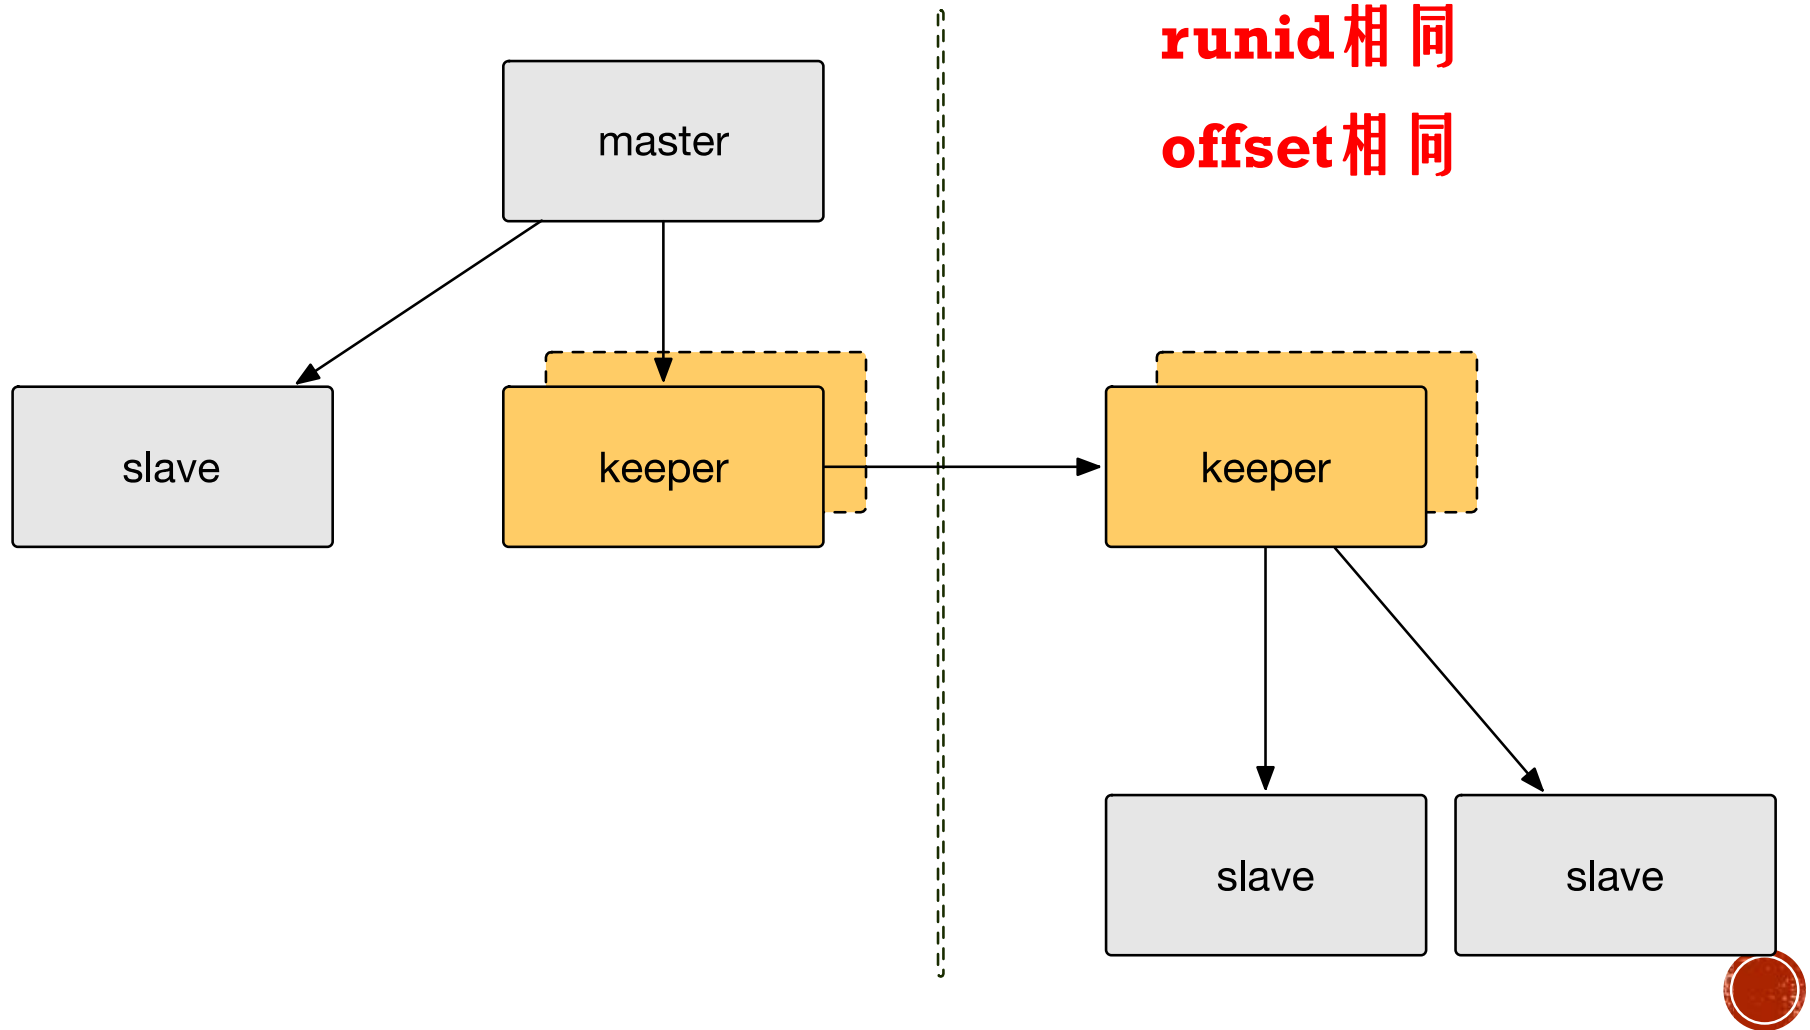 runid相同
offset相同
master
slave
keeper
keeper
slave
slave